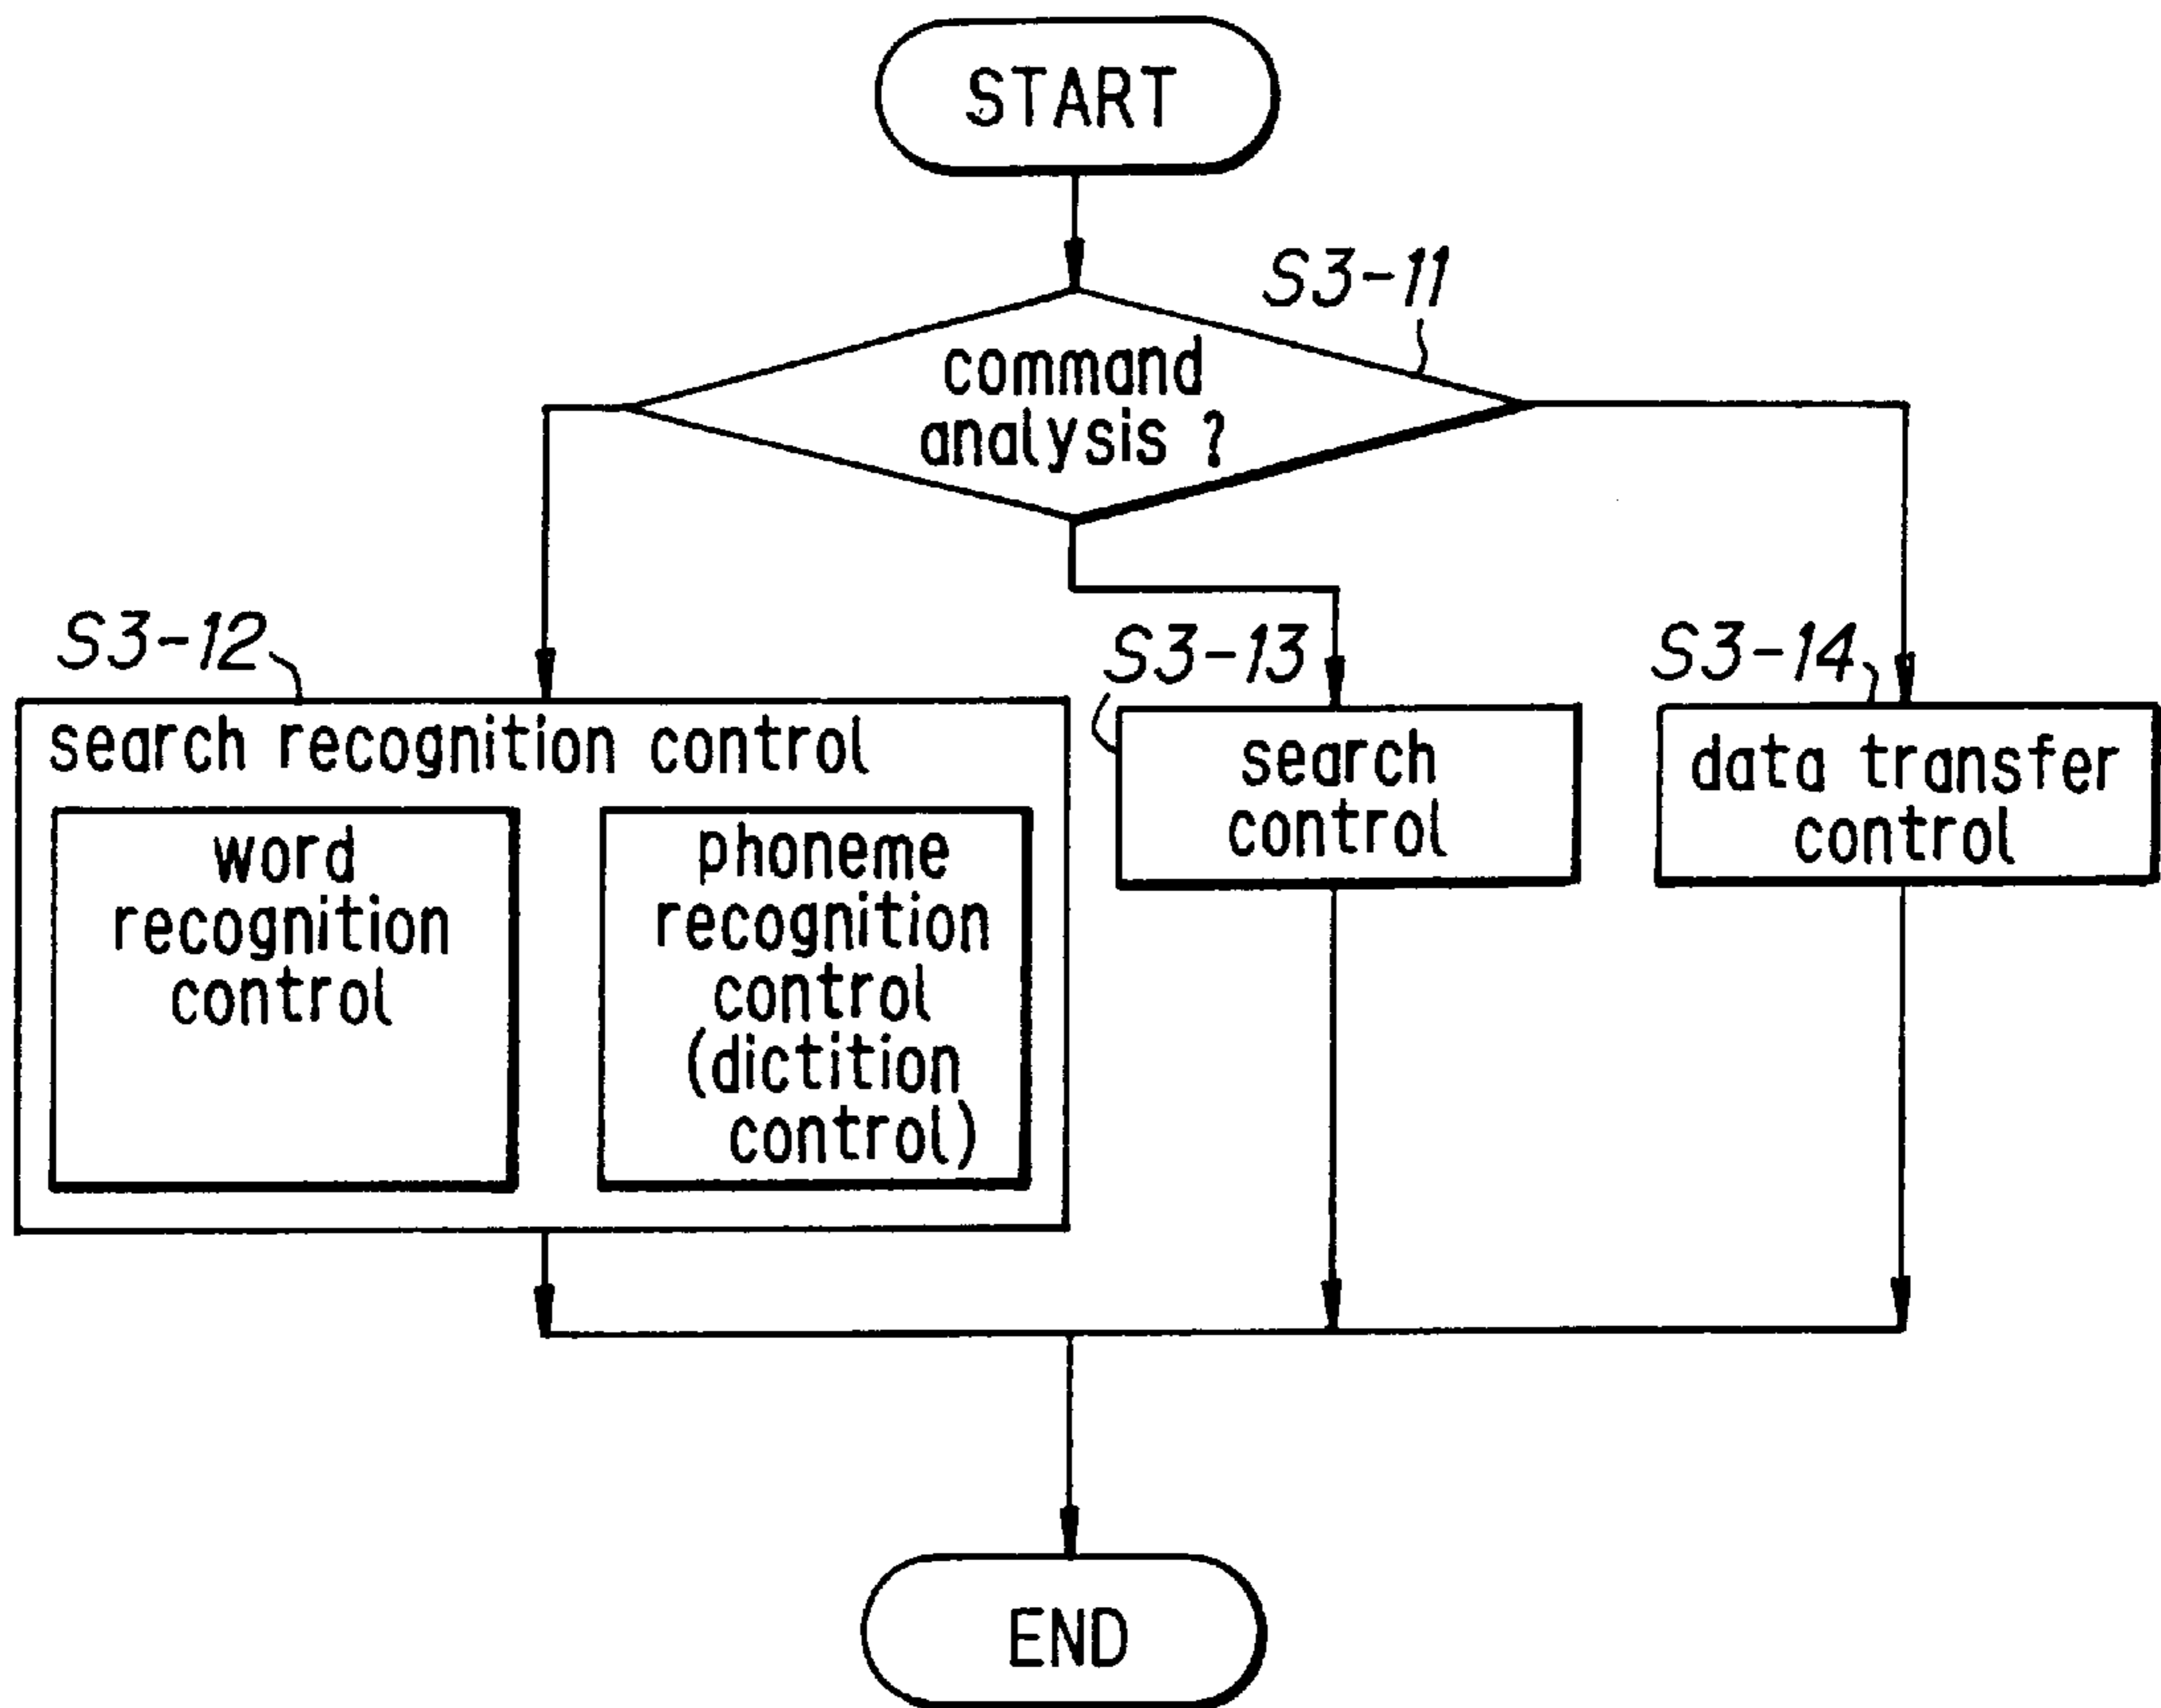 START
S3-11
command
analysis ?
S3-12
search recognition control
word
recognition
control
phoneme
recognition
control
(dictition
control)
S3-13
search
control
S3-14
data transfer
control
END